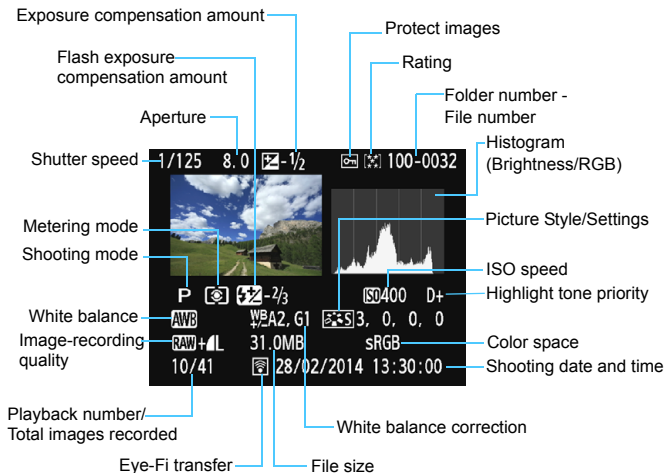 Exposure compensation amount
Protect images
Flash exposure
compensation amount
Rating
Folder number -
File number
Aperture
Histogram
(Brightness/RGB)
Shutter speed
1/125 8.0 -1/2 100-0032
Metering mode
Picture Style/Settings
Shooting mode
ISO speed
P -2/3 ISO400 D+
Highlight tone priority
White balance
AWB WB A2, G1 S 3, 0, 0, 0
Image-recording
quality
RAW+L 31.0MB sRGB
Color space
10/41 28/02/2014 13:30:00
Shooting date and time
Playback number/
Total images recorded
White balance correction
Eye-Fi transfer
File size